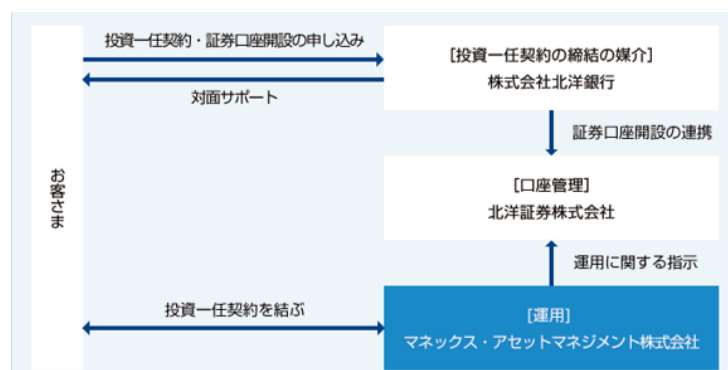 投資一任契約・証券口座開設の申し込み
対面サポート
[投資一任契約の締結の媒介]
株式会社北洋銀行
証券口座開設の連携
お客さま
[口座管理]
北洋証券株式会社
運用に関する指示
投資一任契約を結ぶ
[運用]
マネックス・アセットマネジメント株式会社